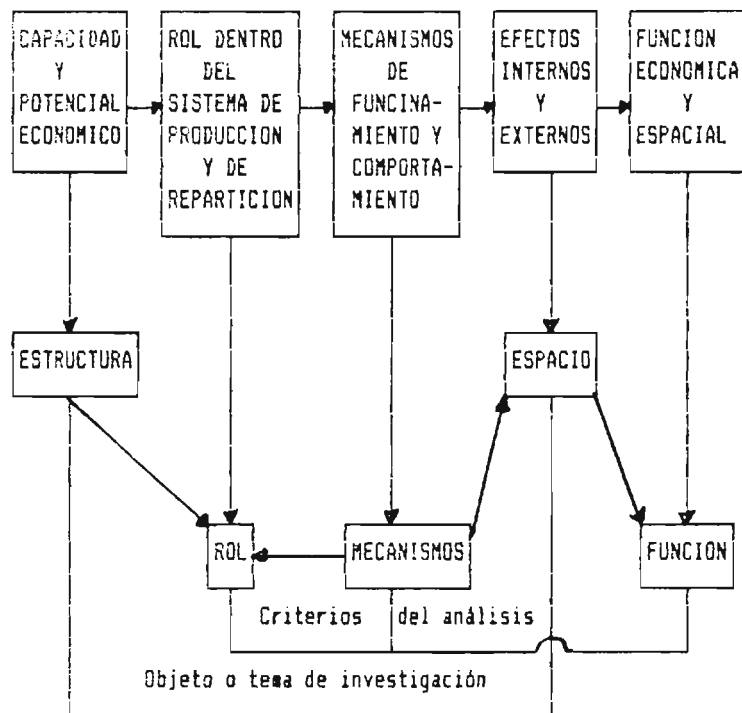 CAPACIDAD
Y
POTENCIAL
ECONOMICO
ROL DENTRO
DEL
SISTEMA DE
PRODUCCION
Y DE
REPARTICION
MECANISMOS
DE
FUNCINA-
MIENTO Y
COMPORTA-
MIENTO
EFECTOS
INTERNOS
Y
EXTERNOS
FUNCION
ECONOMICA
Y
ESPACIAL
ESTRUCTURA
ESPACIO
ROL
MECANISMOS
FUNCION
Criterios del análisis
Objeto o tema de investigación